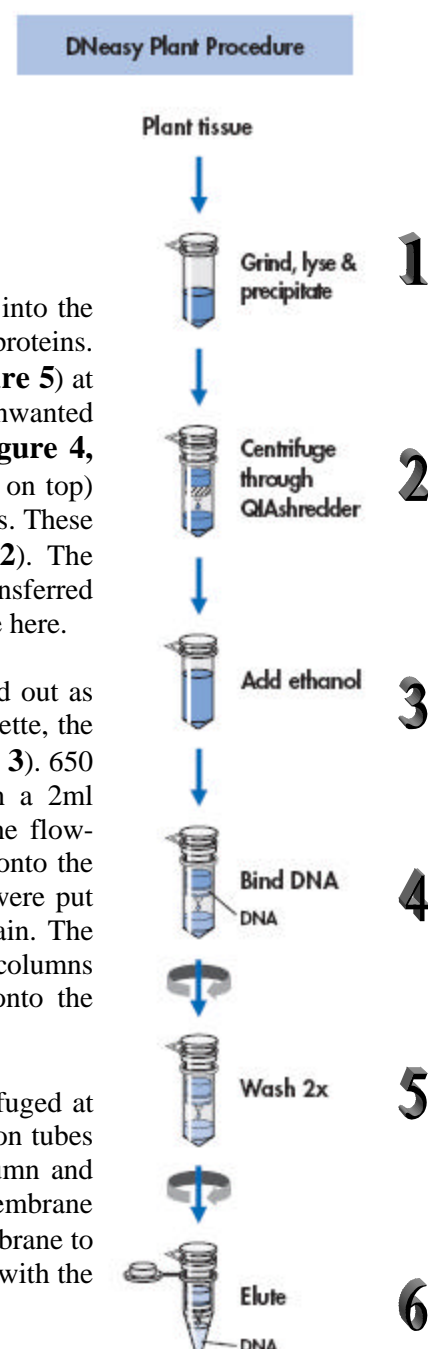 DNeasy Plant Procedure
Plant tissue
Grind, lyse &
precipitate
1
Centrifuge
through
QIAshredder
2
Add ethanol
3
Bind DNA
DNA
4
Wash 2x
5
Elute
DNA
6
into the
proteins.
re 5) at
nwanted
gure 4,
on top)
s. These
2). The
nsferred
e here.
d out as
ette, the
3). 650
n a 2ml
ne flow-
onto the
were put
ain. The
columns
onto the
fuged at
on tubes
umn and
embrane
brane to
with the